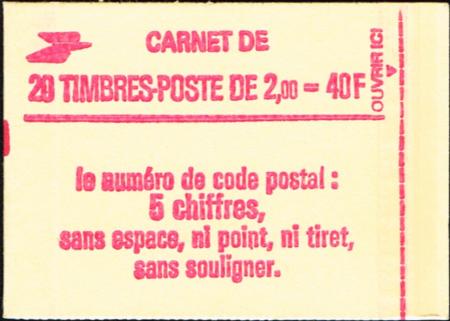 CARNET DE
20 TIMBRES-POSTE DE 2,00 = 40F
OUVRIR ICI
le numéro de code postal :
5 chiffres,
sans espace, ni point, ni tiret,
sans souligner.